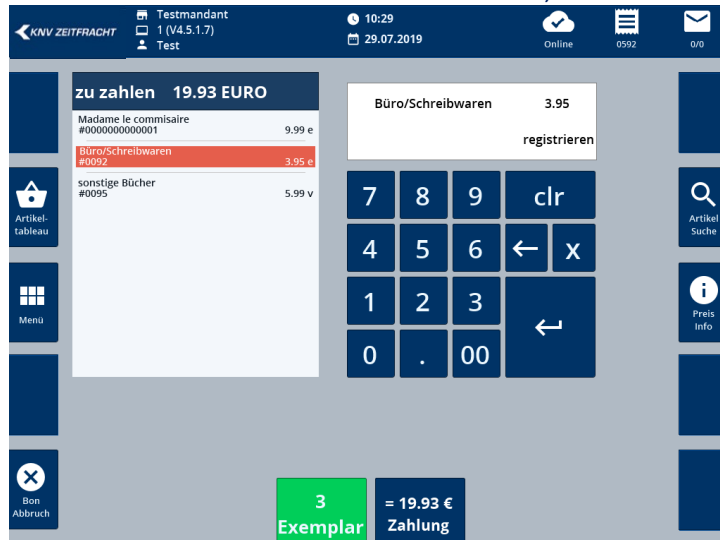 KNV ZEITFRACHT
Testmandant
1 (V4.5.1.7)
Test
10:29
29.07.2019
Online
0592
0/0
zu zahlen 19.93 EURO
Madame le commisaire
#0000000000001 9.99 e
Büro/Schreibwaren
#0092 3.95 e
sonstige Bücher
#0095 5.99 v
Büro/Schreibwaren 3.95
registrieren
7 8 9 clr
4 5 6 ← x
1 2 3
0 . 00
Artikel-
tableau
Menü
Bon
Abbruch
Artikel
Suche
Preis
Info
3
Exemplar
= 19.93 €
Zahlung